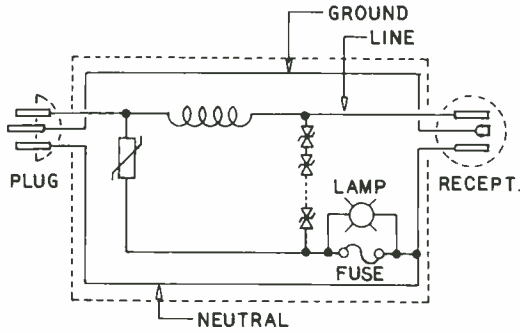 GROUND
LINE
PLUG
LAMP
RECEPT.
FUSE
NEUTRAL